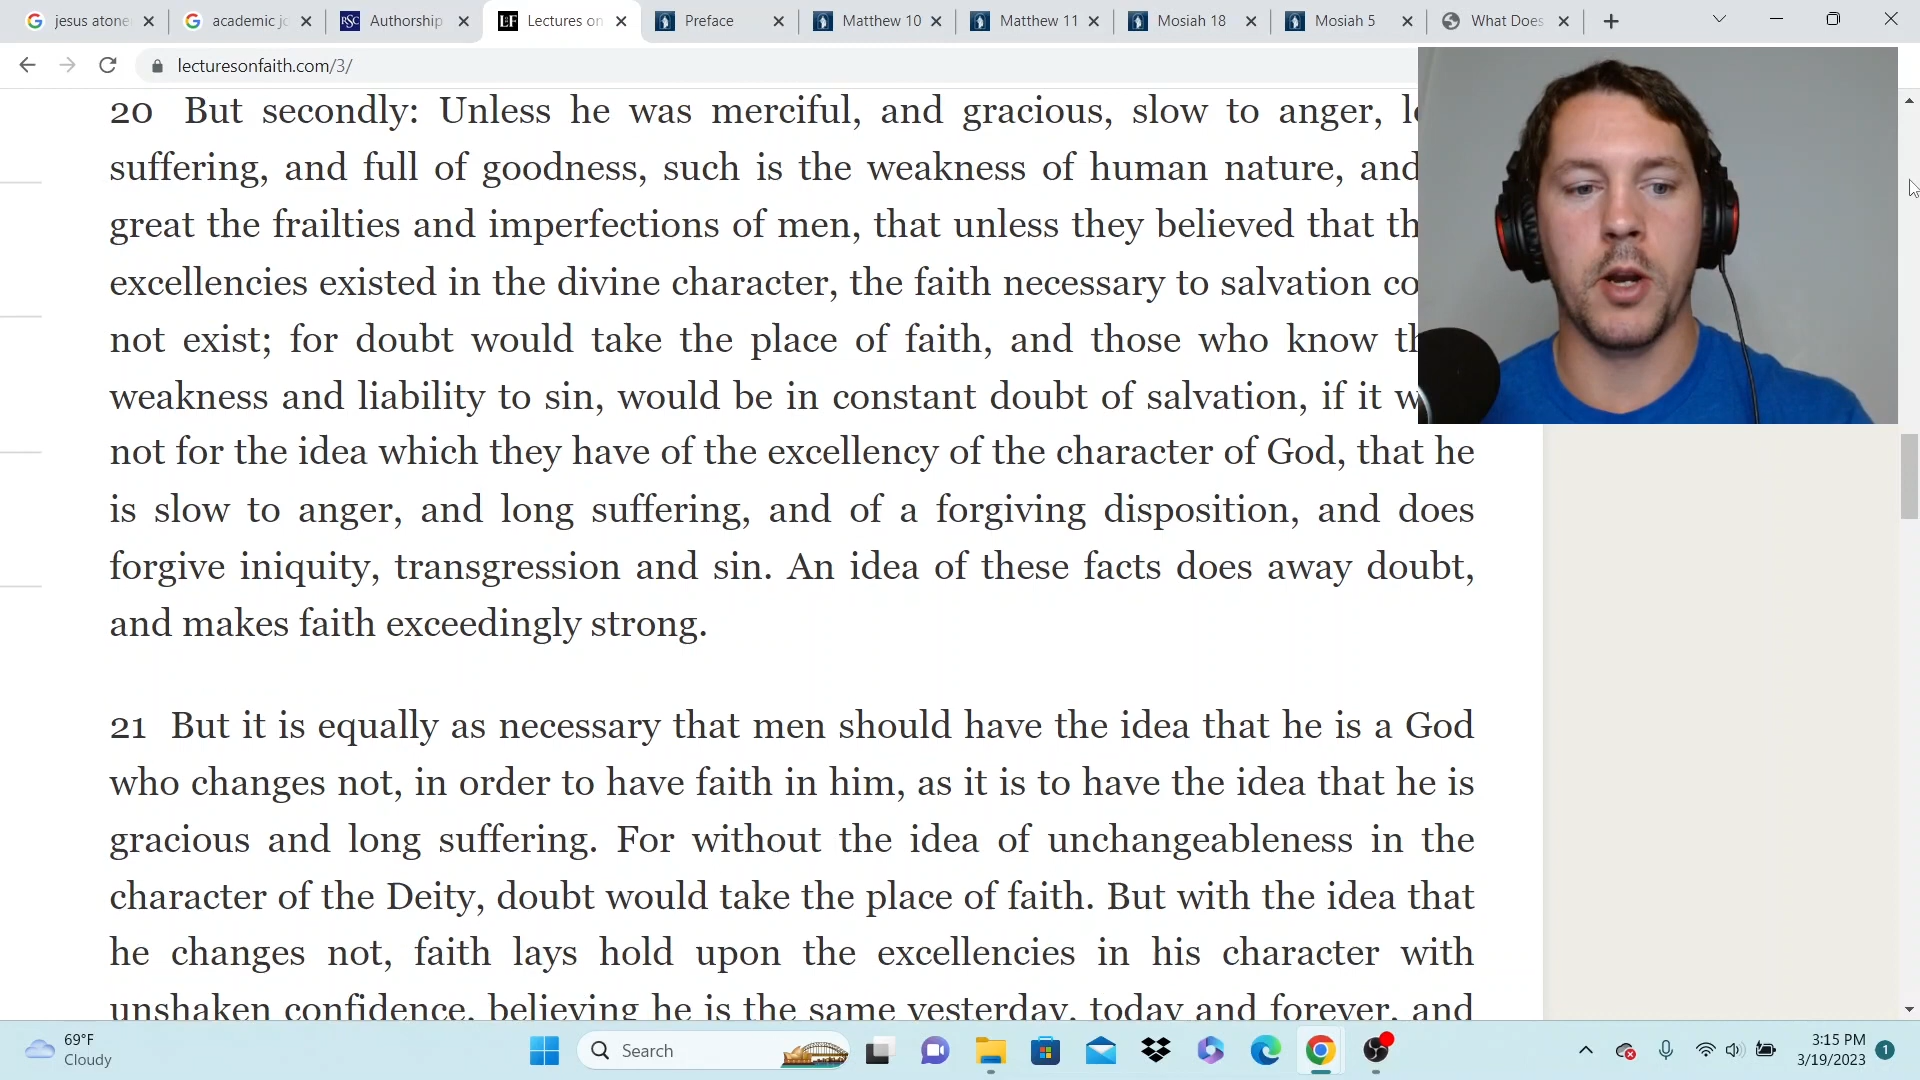 jesus atone
academic jo
Authorship
Lectures on
Preface
Matthew 10
Matthew 11
Mosiah 18
Mosiah 5
What Does
lecturesonfaith.com/3/
20 But secondly: Unless he was merciful, and gracious, slow to anger, l
suffering, and full of goodness, such is the weakness of human nature, and
great the frailties and imperfections of men, that unless they believed that th
excellencies existed in the divine character, the faith necessary to salvation co
not exist; for doubt would take the place of faith, and those who know th
weakness and liability to sin, would be in constant doubt of salvation, if it w
not for the idea which they have of the excellency of the character of God, that he
is slow to anger, and long suffering, and of a forgiving disposition, and does
forgive iniquity, transgression and sin. An idea of these facts does away doubt,
and makes faith exceedingly strong.
21 But it is equally as necessary that men should have the idea that he is a God
who changes not, in order to have faith in him, as it is to have the idea that he is
gracious and long suffering. For without the idea of unchangeableness in the
character of the Deity, doubt would take the place of faith. But with the idea that
he changes not, faith lays hold upon the excellencies in his character with
unshaken confidence, believing he is the same yesterday, today and forever, and
69°F
Cloudy
Search
3:15 PM
3/19/2023
1